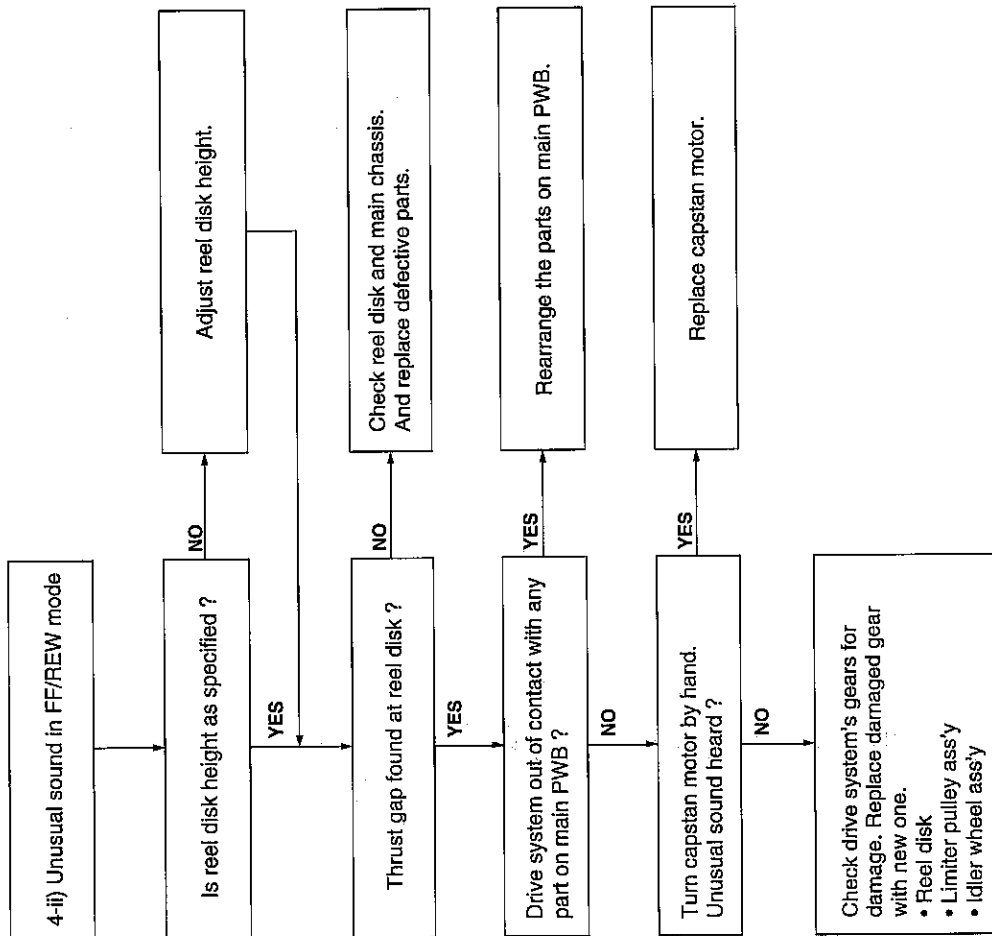 4-ii) Unusual sound in FF/REW mode
Is reel disk height as specified ?
NO
Adjust reel disk height.
YES
Thrust gap found at reel disk ?
NO
Check reel disk and main chassis.
And replace defective parts.
YES
Drive system out of contact with any
part on main PWB ?
YES
Rearrange the parts on main PWB.
NO
Turn capstan motor by hand.
Unusual sound heard ?
YES
Replace capstan motor.
NO
Check drive system's gears for
damage. Replace damaged gear
with new one.
• Reel disk
• Limiter pulley ass'y
• Idler wheel ass'y